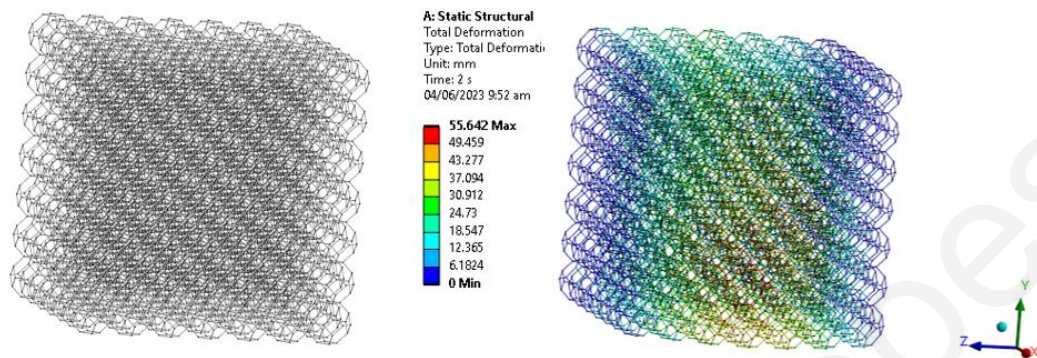 A: Static Structural
Total Deformation
Type: Total Deformati
Unit: mm
Time: 2 s
04/06/2023 9:52 am
55.642 Max
49.459
43.277
37.094
30.912
24.73
18.547
12.365
6.1824
0 Min
Y
Z
X